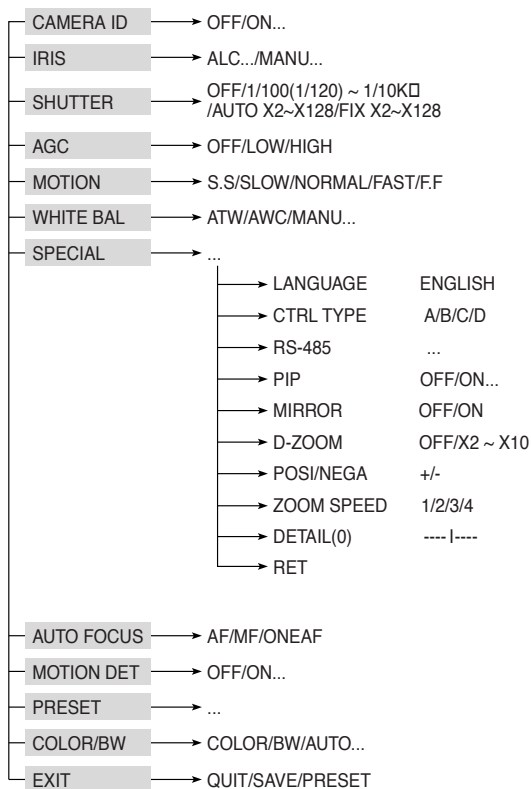 CAMERA ID OFF/ON...
IRIS ALC.../MANU...
SHUTTER OFF/1/100(1/120) ~ 1/10K□
/AUTO X2~X128/FIX X2~X128
AGC OFF/LOW/HIGH
MOTION S.S/SLOW/NORMAL/FAST/F.F
WHITE BAL ATW/AWC/MANU...
SPECIAL ...
LANGUAGE ENGLISH
CTRL TYPE A/B/C/D
RS-485 ...
PIP OFF/ON...
MIRROR OFF/ON
D-ZOOM OFF/X2 ~ X10
POSI/NEGA +/-
ZOOM SPEED 1/2/3/4
DETAIL(0) ---- I ----
RET
AUTO FOCUS AF/MF/ONEAF
MOTION DET OFF/ON...
PRESET ...
COLOR/BW COLOR/BW/AUTO...
EXIT QUIT/SAVE/PRESET